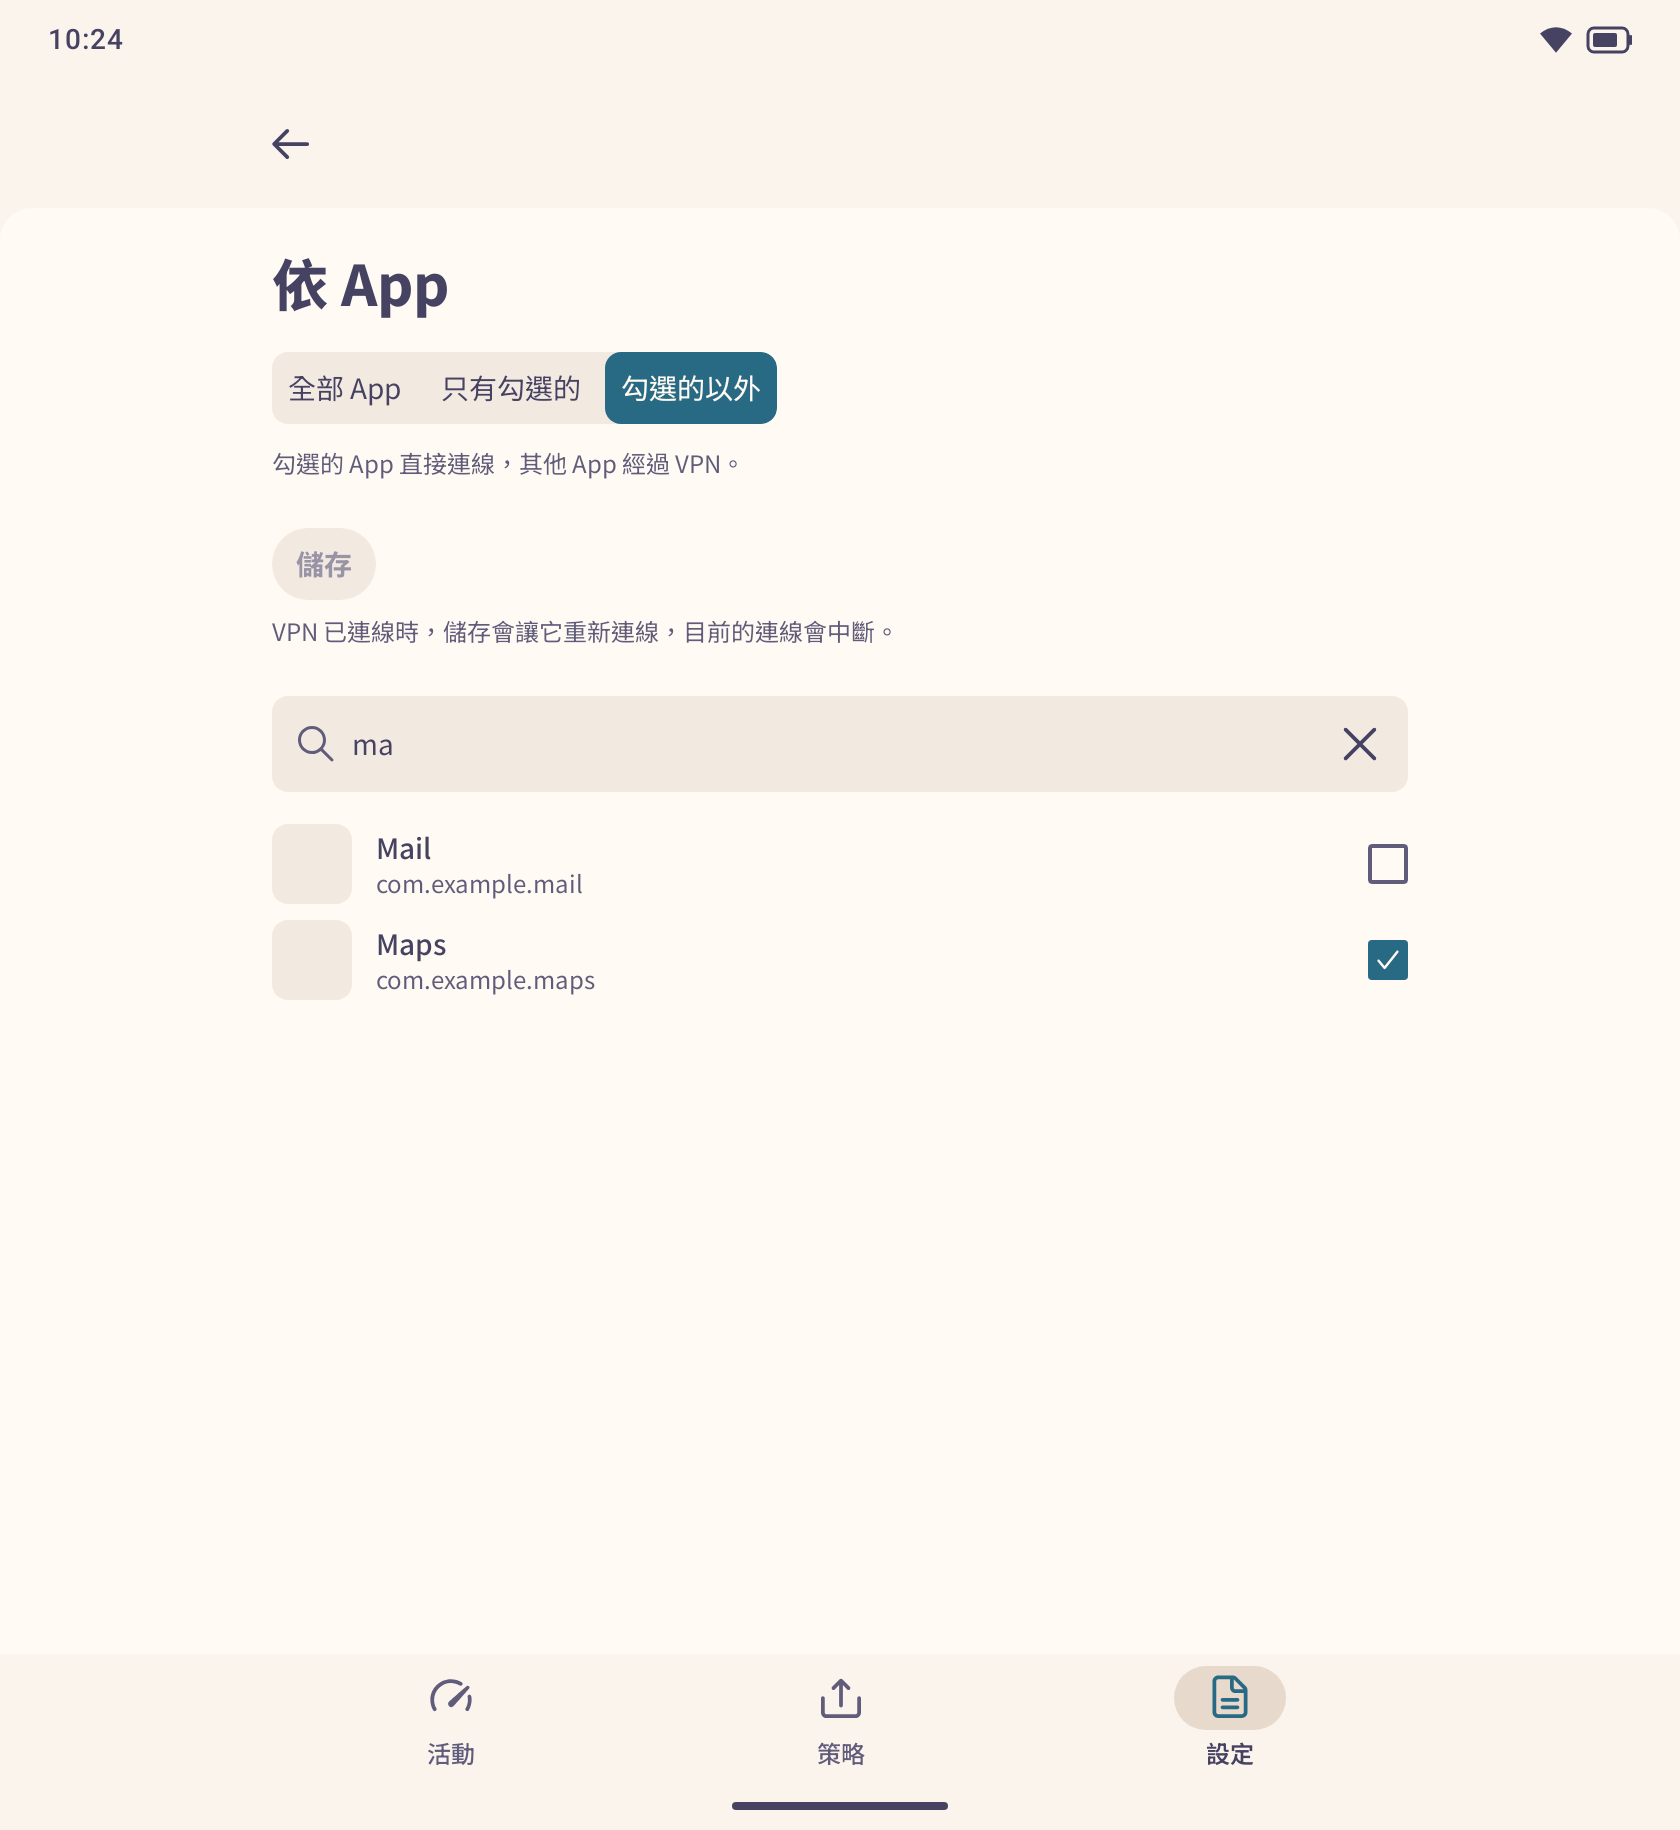 10:24
依 App
全部 App
只有勾選的
勾選的以外
勾選的 App 直接連線，其他 App 經過 VPN。
儲存
VPN 已連線時，儲存會讓它重新連線，目前的連線會中斷。
ma
Mail
com.example.mail
Maps
com.example.maps
活動
策略
設定